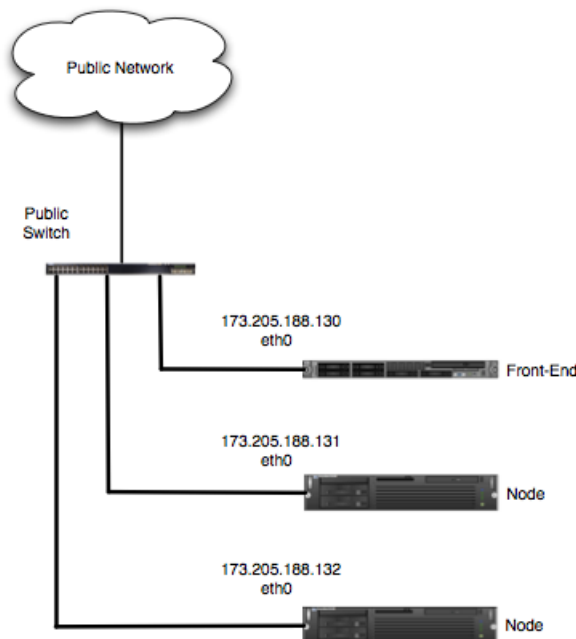 Public Network
Public
Switch
173.205.188.130
eth0
Front-End
173.205.188.131
eth0
Node
173.205.188.132
eth0
Node